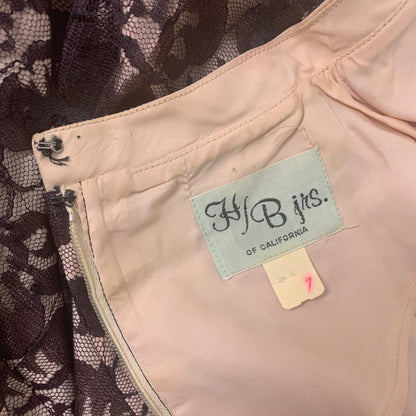 H/B jrs.
OF CALIFORNIA
7